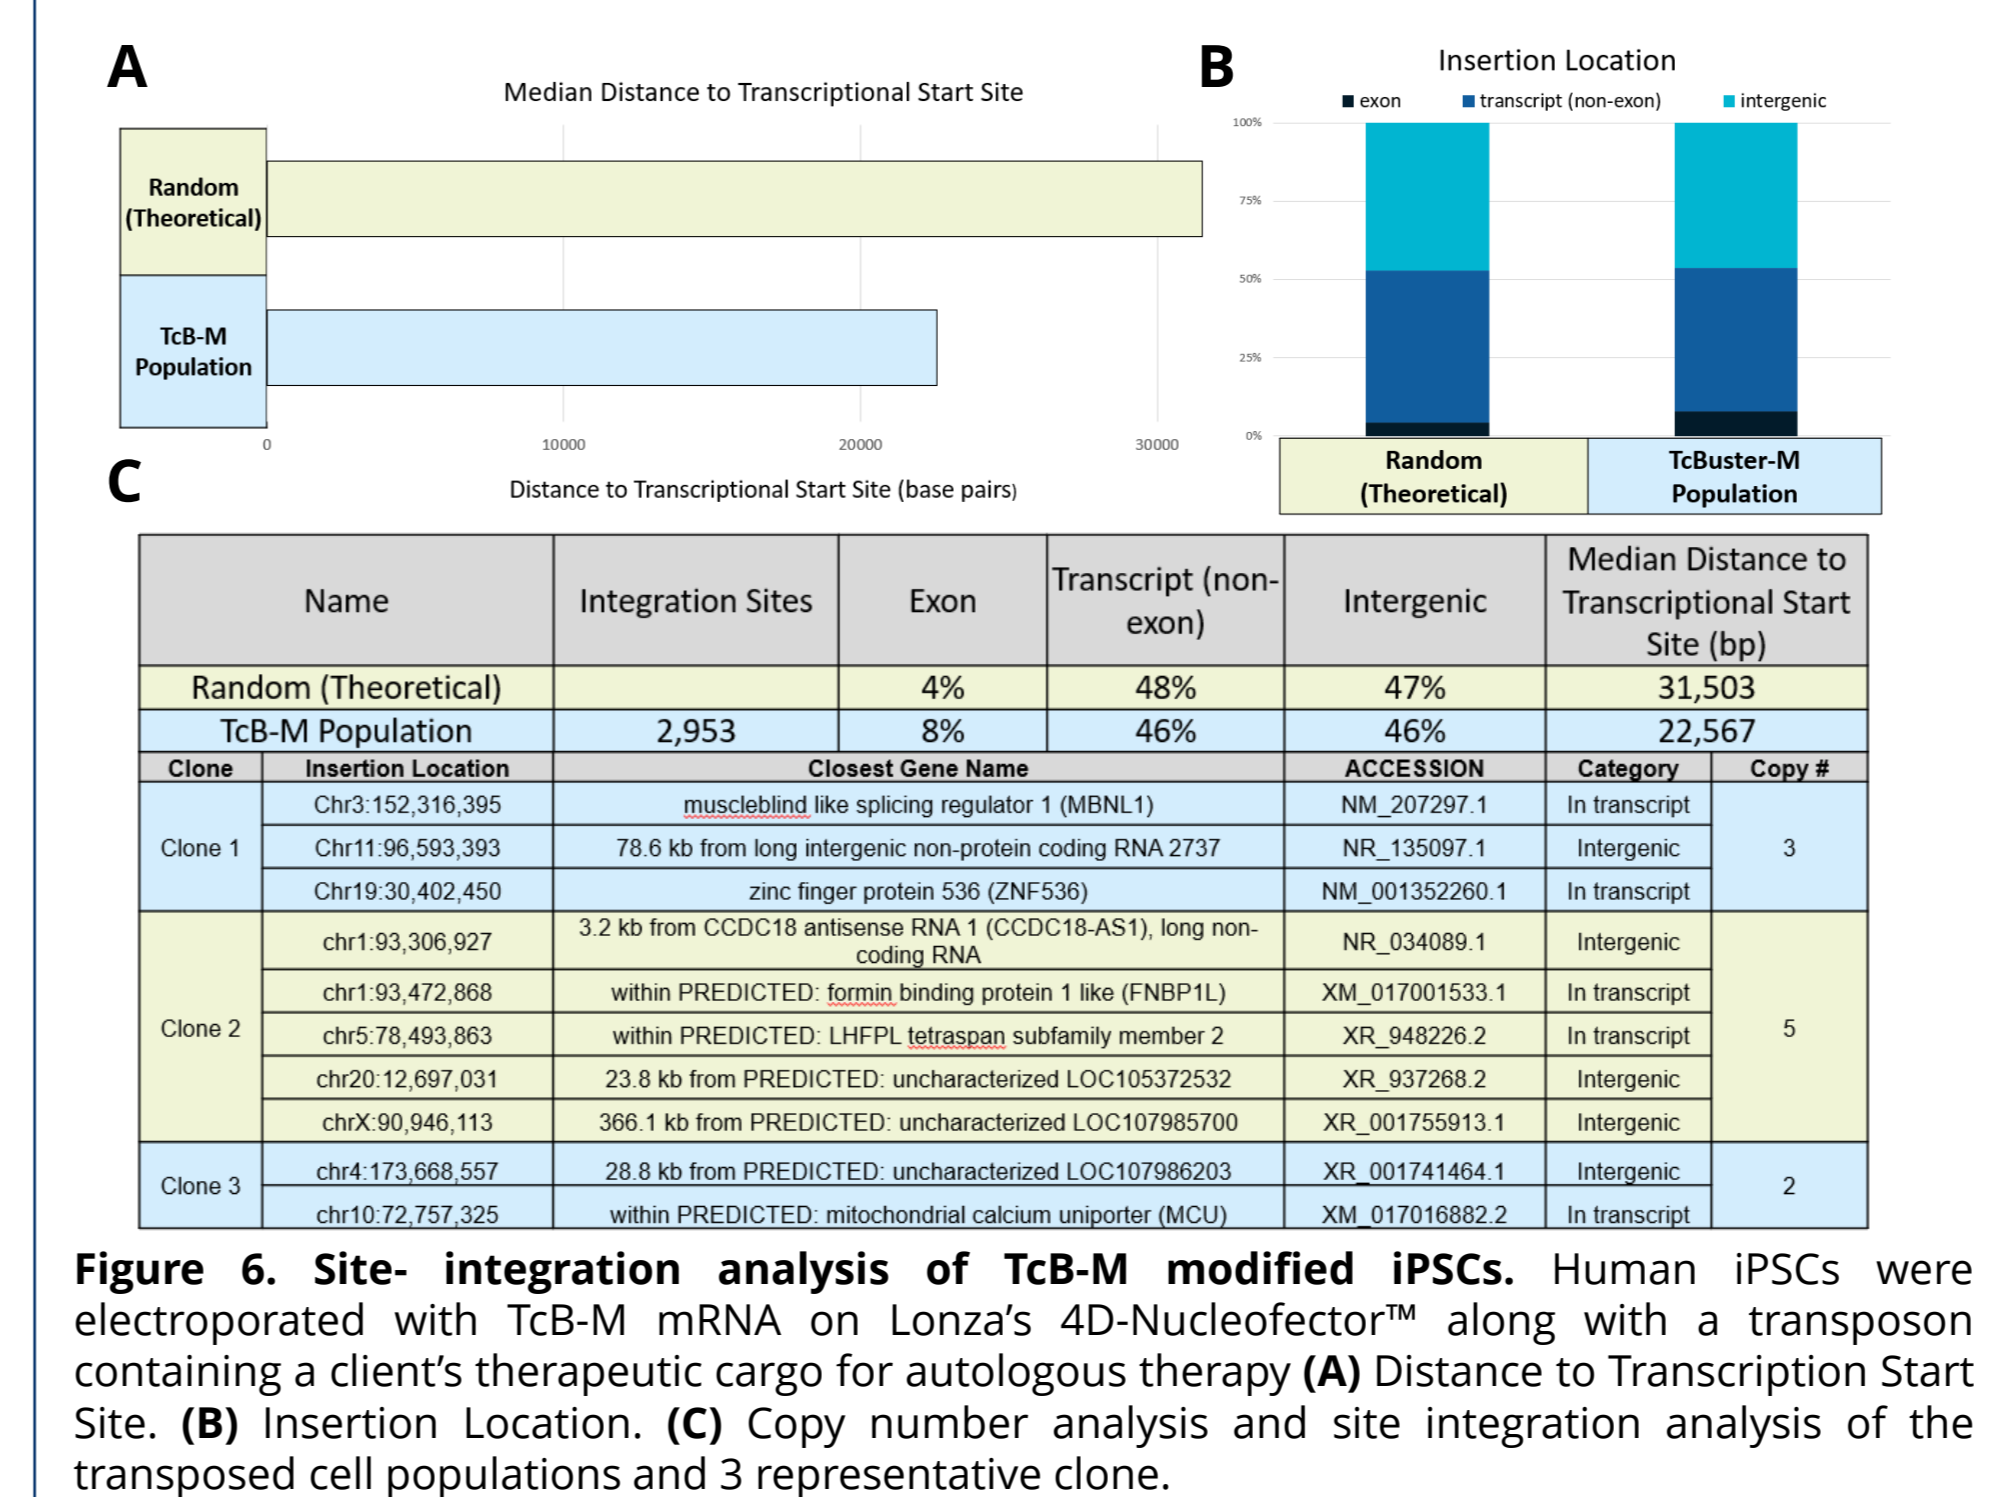 A
Median Distance to Transcriptional Start Site
Random
(Theoretical)
TcB-M
Population
0
10000
20000
30000
Distance to Transcriptional Start Site (base pairs)
B
Insertion Location
exon
transcript (non-exon)
intergenic
100%
75%
50%
25%
0%
Random
(Theoretical)
TcBuster-M
Population
C
Name
Integration Sites
Exon
Transcript (non-
exon)
Intergenic
Median Distance to
Transcriptional Start
Site (bp)
Random (Theoretical) 4% 48% 47% 31,503
TcB-M Population 2,953 8% 46% 46% 22,567
Clone Insertion Location Closest Gene Name ACCESSION Category Copy #
Clone 1
Chr3:152,316,395 muscleblind like splicing regulator 1 (MBNL1) NM_207297.1 In transcript
Chr11:96,593,393 78.6 kb from long intergenic non-protein coding RNA 2737 NR_135097.1 Intergenic
Chr19:30,402,450 zinc finger protein 536 (ZNF536) NM_001352260.1 In transcript
3
Clone 2
chr1:93,306,927 3.2 kb from CCDC18 antisense RNA 1 (CCDC18-AS1), long non-
coding RNA NR_034089.1 Intergenic
chr1:93,472,868 within PREDICTED: formin binding protein 1 like (FNBP1L) XM_017001533.1 In transcript
chr5:78,493,863 within PREDICTED: LHFPL tetraspan subfamily member 2 XR_948226.2 In transcript
chr20:12,697,031 23.8 kb from PREDICTED: uncharacterized LOC105372532 XR_937268.2 Intergenic
chrX:90,946,113 366.1 kb from PREDICTED: uncharacterized LOC107985700 XR_001755913.1 Intergenic
5
Clone 3
chr4:173,668,557 28.8 kb from PREDICTED: uncharacterized LOC107986203 XR_001741464.1 Intergenic
chr10:72,757,325 within PREDICTED: mitochondrial calcium uniporter (MCU) XM_017016882.2 In transcript
2
Figure 6. Site- integration analysis of TcB-M modified iPSCs. Human iPSCs were
electroporated with TcB-M mRNA on Lonza’s 4D-Nucleofector™ along with a transposon
containing a client’s therapeutic cargo for autologous therapy (A) Distance to Transcription Start
Site. (B) Insertion Location. (C) Copy number analysis and site integration analysis of the
transposed cell populations and 3 representative clone.